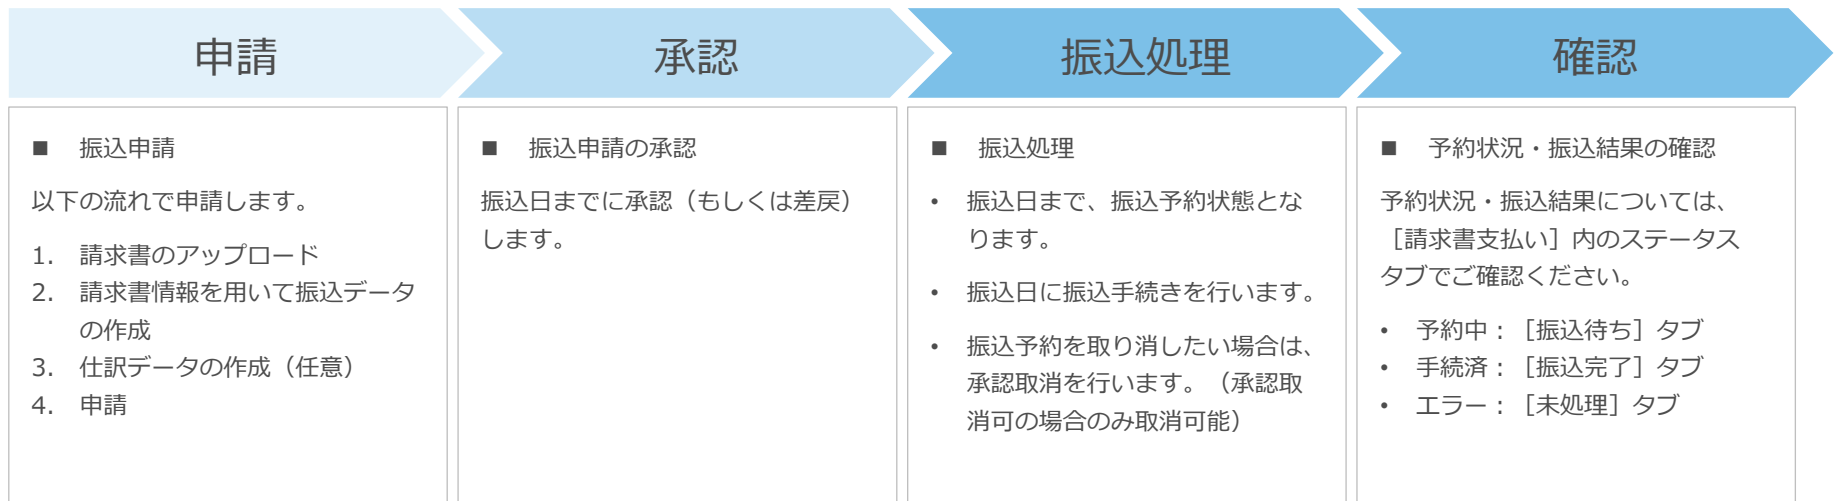 申請
承認
振込処理
確認
■ 振込申請
以下の流れで申請します。
1. 請求書のアップロード
2. 請求書情報を用いて振込データ
の作成
3. 仕訳データの作成（任意）
4. 申請
■ 振込申請の承認
振込日までに承認（もしくは差戻）
します。
■ 振込処理
• 振込日まで、振込予約状態とな
ります。
• 振込日に振込手続きを行います。
• 振込予約を取り消したい場合は、
承認取消を行います。（承認取
消可の場合のみ取消可能）
■ 予約状況・振込結果の確認
予約状況・振込結果については、
［請求書支払い］内のステータス
タブでご確認ください。
• 予約中：［振込待ち］タブ
• 手続済：［振込完了］タブ
• エラー：［未処理］タブ